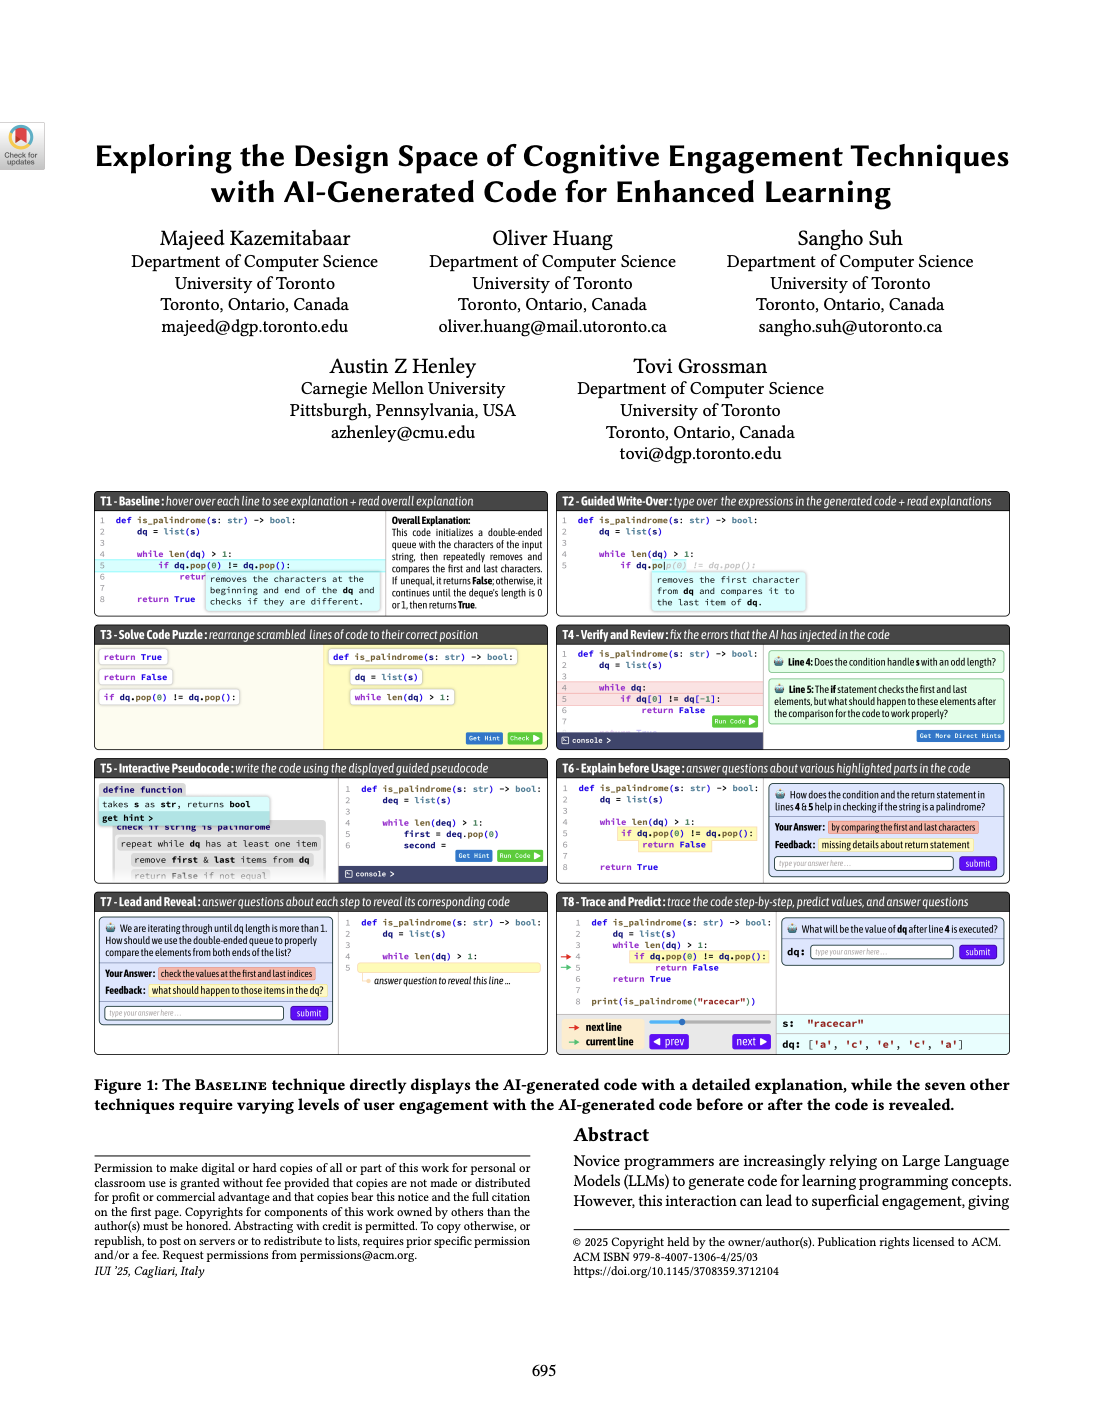 Check for
updates
Exploring the Design Space of Cognitive Engagement Techniques
with AI-Generated Code for Enhanced Learning
Majeed Kazemitabaar
Department of Computer Science
University of Toronto
Toronto, Ontario, Canada
majeed@dgp.toronto.edu
Oliver Huang
Department of Computer Science
University of Toronto
Toronto, Ontario, Canada
oliver.huang@mail.utoronto.ca
Sangho Suh
Department of Computer Science
University of Toronto
Toronto, Ontario, Canada
sangho.suh@utoronto.ca
Austin Z Henley
Carnegie Mellon University
Pittsburgh, Pennsylvania, USA
azhenley@cmu.edu
Tovi Grossman
Department of Computer Science
University of Toronto
Toronto, Ontario, Canada
tovi@dgp.toronto.edu
T1 - Baseline : hover over each line to see explanation + read overall explanation
1 def is_palindrome(s: str) -> bool:
2 dq = list(s)
3
4 while len(dq) > 1:
5 if dq.pop(0) != dq.pop():
6 retur
7
8 return True
removes the characters at the
beginning and end of the dq and
checks if they are different.
Overall Explanation:
This code initializes a double-ended
queue with the characters of the input
string, then repeatedly removes and
compares the first and last characters.
If unequal, it returns False; otherwise, it
continues until the deque's length is 0
or 1, then returns True.
T2 - Guided Write-Over : type over the expressions in the generated code + read explanations
1 def is_palindrome(s: str) -> bool:
2 dq = list(s)
3
4 while len(dq) > 1:
5 if dq.pop(0) != dq.pop():
removes the first character
from dq and compares it to
the last item of dq.
T3 - Solve Code Puzzle : rearrange scrambled lines of code to their correct position
return True
return False
if dq.pop(0) != dq.pop():
def is_palindrome(s: str) -> bool:
dq = list(s)
while len(dq) > 1:
Get Hint
Check
T4 - Verify and Review : fix the errors that the AI has injected in the code
1 def is_palindrome(s: str) -> bool:
2 dq = list(s)
3
4 while dq:
5 if dq[0] != dq[-1]:
6 return False
7
return True
Run Code
console >
Line 4: Does the condition handle s with an odd length?
Line 5: The if statement checks the first and last
elements, but what should happen to these elements after
the comparison for the code to work properly?
Get More Direct Hints
T5 - Interactive Pseudocode : write the code using the displayed guided pseudocode
define function
takes s as str, returns bool
get hint >
check if string is palindrome
repeat while dq has at least one item
remove first & last items from dq
return False if not equal
1 def is_palindrome(s: str) -> bool:
2 deq = list(s)
3
4 while len(deq) > 1:
5 first = deq.pop(0)
6 second =
Get Hint
Run Code
console >
T6 - Explain before Usage : answer questions about various highlighted parts in the code
1 def is_palindrome(s: str) -> bool:
2 dq = list(s)
3
4 while len(dq) > 1:
5 if dq.pop(0) != dq.pop():
6 return False
7
8 return True
How does the condition and the return statement in
lines 4 & 5 help in checking if the string is a palindrome?
Your Answer : by comparing the first and last characters
Feedback : missing details about return statement
type your answer here . . .
submit
T7 - Lead and Reveal : answer questions about each step to reveal its corresponding code
We are iterating through until dq length is more than 1.
How should we use the double-ended queue to properly
compare the elements from both ends of the list?
Your Answer : check the values at the first and last indices
Feedback : what should happen to those items in the dq?
type your answer here . . .
submit
1 def is_palindrome(s: str) -> bool:
2 dq = list(s)
3
4 while len(dq) > 1:
5
answer question to reveal this line ...
T8 - Trace and Predict : trace the code step-by-step, predict values, and answer questions
1 def is_palindrome(s: str) -> bool:
2 dq = list(s)
3 while len(dq) > 1:
4 if dq.pop(0) != dq.pop():
5 return False
6 return True
7
8 print(is_palindrome("racecar"))
What will be the value of dq after line 4 is executed?
dq: type your answer here . . .
submit
next line
current line
prev
next
s: "racecar"
dq: ['a', 'c', 'e', 'c', 'a']
Figure 1: The Baseline technique directly displays the AI-generated code with a detailed explanation, while the seven other
techniques require varying levels of user engagement with the AI-generated code before or after the code is revealed.
Permission to make digital or hard copies of all or part of this work for personal or
classroom use is granted without fee provided that copies are not made or distributed
for profit or commercial advantage and that copies bear this notice and the full citation
on the first page. Copyrights for components of this work owned by others than the
author(s) must be honored. Abstracting with credit is permitted. To copy otherwise, or
republish, to post on servers or to redistribute to lists, requires prior specific permission
and/or a fee. Request permissions from permissions@acm.org.
IUI '25, Cagliari, Italy
Abstract
Novice programmers are increasingly relying on Large Language
Models (LLMs) to generate code for learning programming concepts.
However, this interaction can lead to superficial engagement, giving
© 2025 Copyright held by the owner/author(s). Publication rights licensed to ACM.
ACM ISBN 979-8-4007-1306-4/25/03
https://doi.org/10.1145/3708359.3712104
695